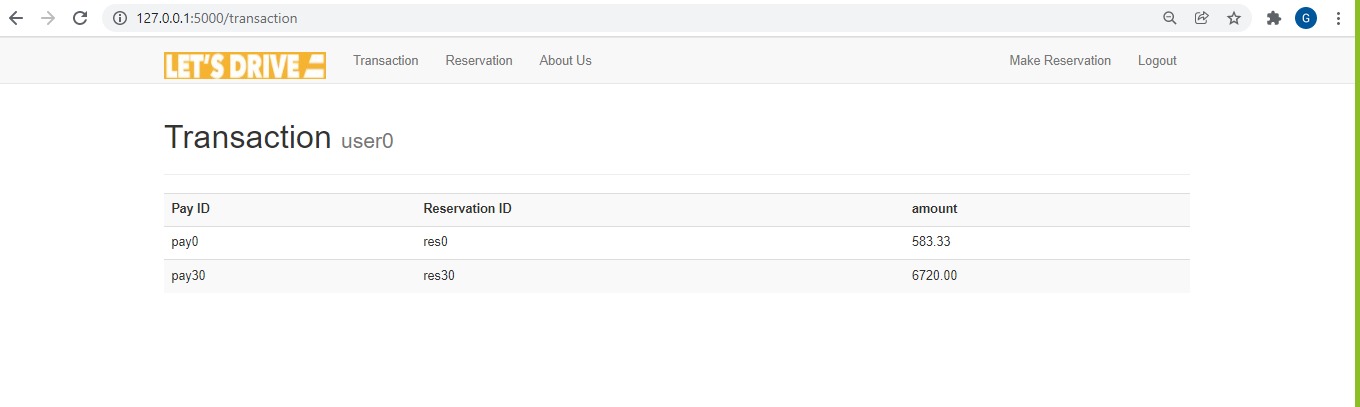 127.0.0.1:5000/transaction
G
LET'S DRIVE Transaction Reservation About Us Make Reservation Logout
Transaction user0
Pay ID Reservation ID amount
pay0 res0 583.33
pay30 res30 6720.00